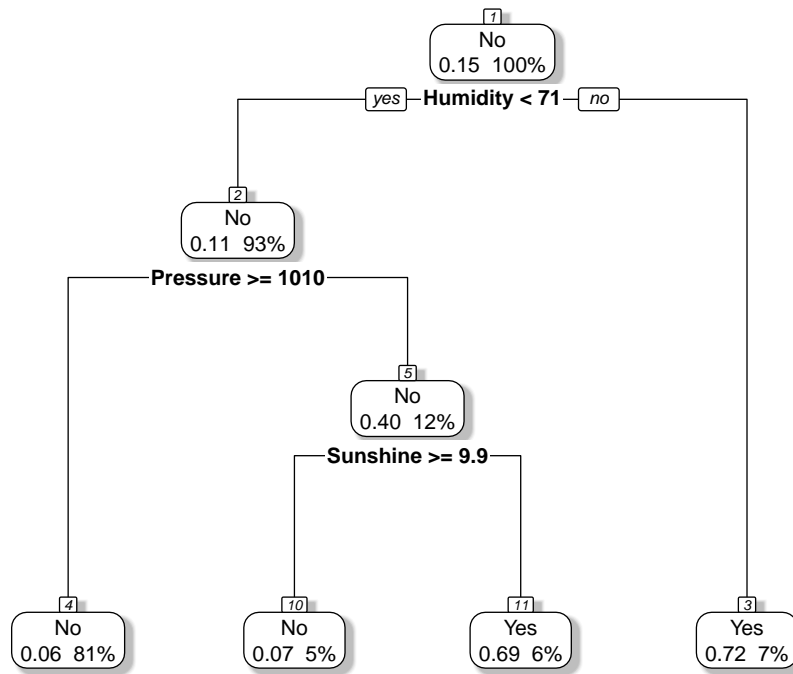 1
No
0.15 100%
yes Humidity < 71 no
2
No
0.11 93%
Pressure >= 1010
5
No
0.40 12%
Sunshine >= 9.9
4
No
0.06 81%
10
No
0.07 5%
11
Yes
0.69 6%
3
Yes
0.72 7%